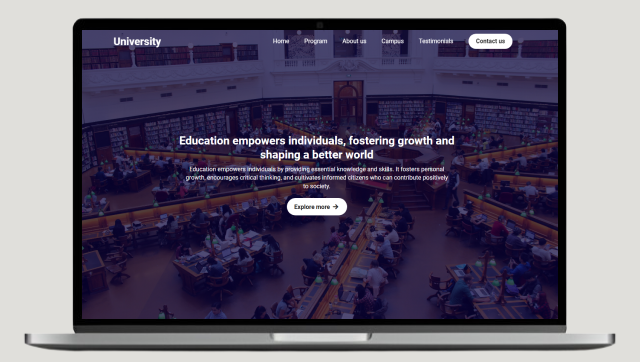 University
Home Program About us Campus Testimonials Contact us
Education empowers individuals, fostering growth and
shaping a better world
Education empowers individuals by providing essential knowledge and skills. It fosters personal
growth, encourages critical thinking, and cultivates informed citizens who can contribute positively
to society.
Explore more →